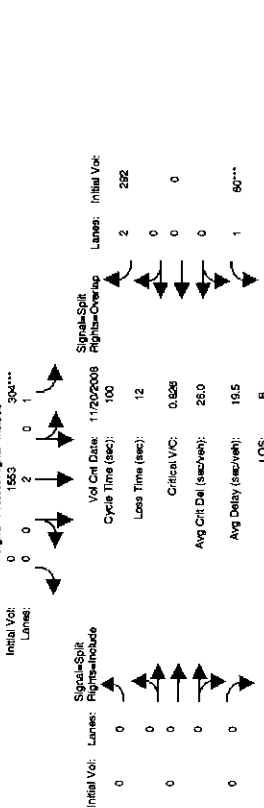 Initial Vol: 0 1553 304***
Lanes: 0 0 2 0 1
Signal=Split
Rights=Include
Initial Vol: Lanes:
0 0
0
0 0
0
0 0
Vol Cnt Date: 11/20/2008
Cycle Time (sec): 100
Loss Time (sec): 12
Critical V/C: 0.826
Avg Crit Del (sec/veh): 26.0
Avg Delay (sec/veh): 19.5
LOS: B
Signal=Split
Rights=Overlap
Lanes: Initial Vol:
2 292
0
0 0
0
1 60***